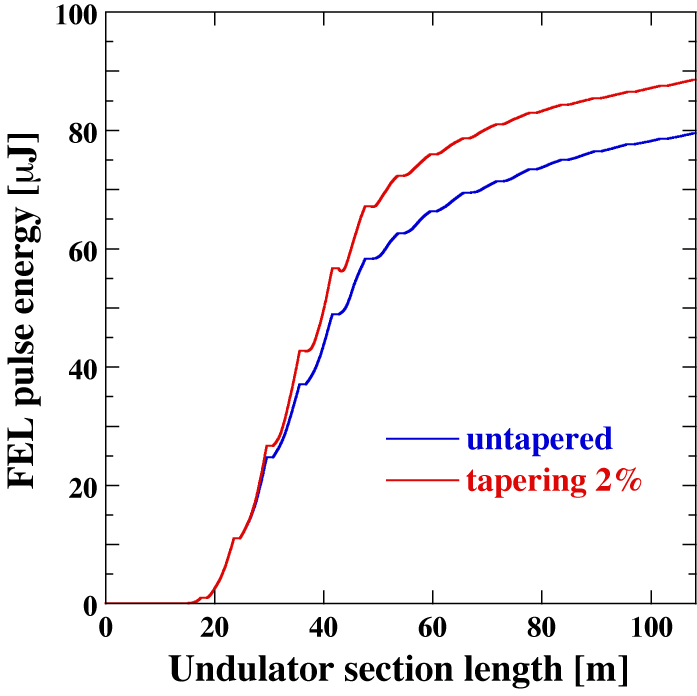 100
80
60
40
20
0
FEL pulse energy [μJ]
untapered
tapering 2%
0 20 40 60 80 100
Undulator section length [m]